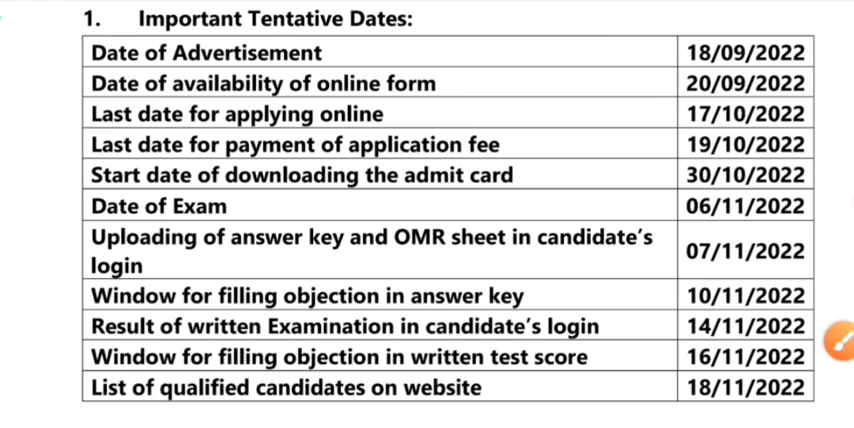 1. Important Tentative Dates:
Date of Advertisement 18/09/2022
Date of availability of online form 20/09/2022
Last date for applying online 17/10/2022
Last date for payment of application fee 19/10/2022
Start date of downloading the admit card 30/10/2022
Date of Exam 06/11/2022
Uploading of answer key and OMR sheet in candidate's
login 07/11/2022
Window for filling objection in answer key 10/11/2022
Result of written Examination in candidate's login 14/11/2022
Window for filling objection in written test score 16/11/2022
List of qualified candidates on website 18/11/2022